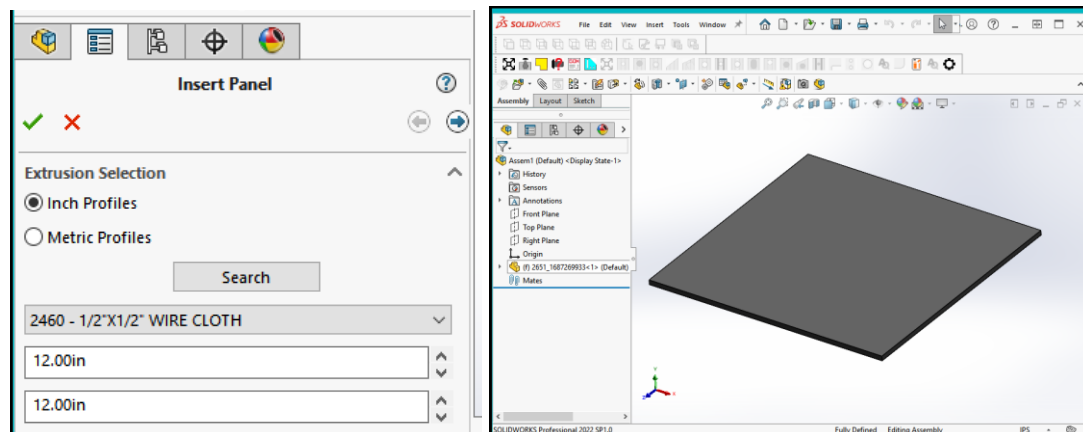 Insert Panel
Extrusion Selection
Inch Profiles
Metric Profiles
Search
2460 - 1/2"X1/2" WIRE CLOTH
12.00in
12.00in
SOLIDWORKS File Edit View Insert Tools Window
Assembly Layout Sketch
Assem1 (Default) <Display State-1>
History
Sensors
Annotations
Front Plane
Top Plane
Right Plane
Origin
(f) 2651_1687269933<1> (Default)
Mates
SOLIDWORKS Professional 2022 SP1.0
Fully Defined Editing Assembly IPS